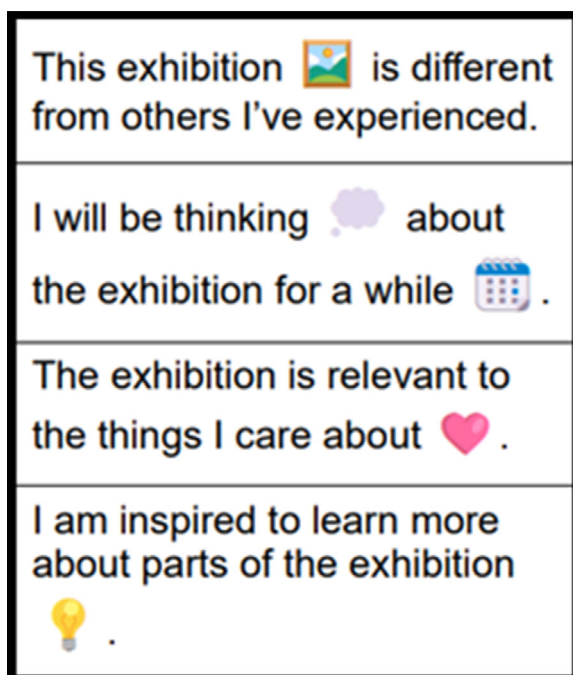 This exhibition 🖼️ is different
from others I’ve experienced.
I will be thinking 💭 about
the exhibition for a while 🗓️ .
The exhibition is relevant to
the things I care about 🩷 .
I am inspired to learn more
about parts of the exhibition
💡 .